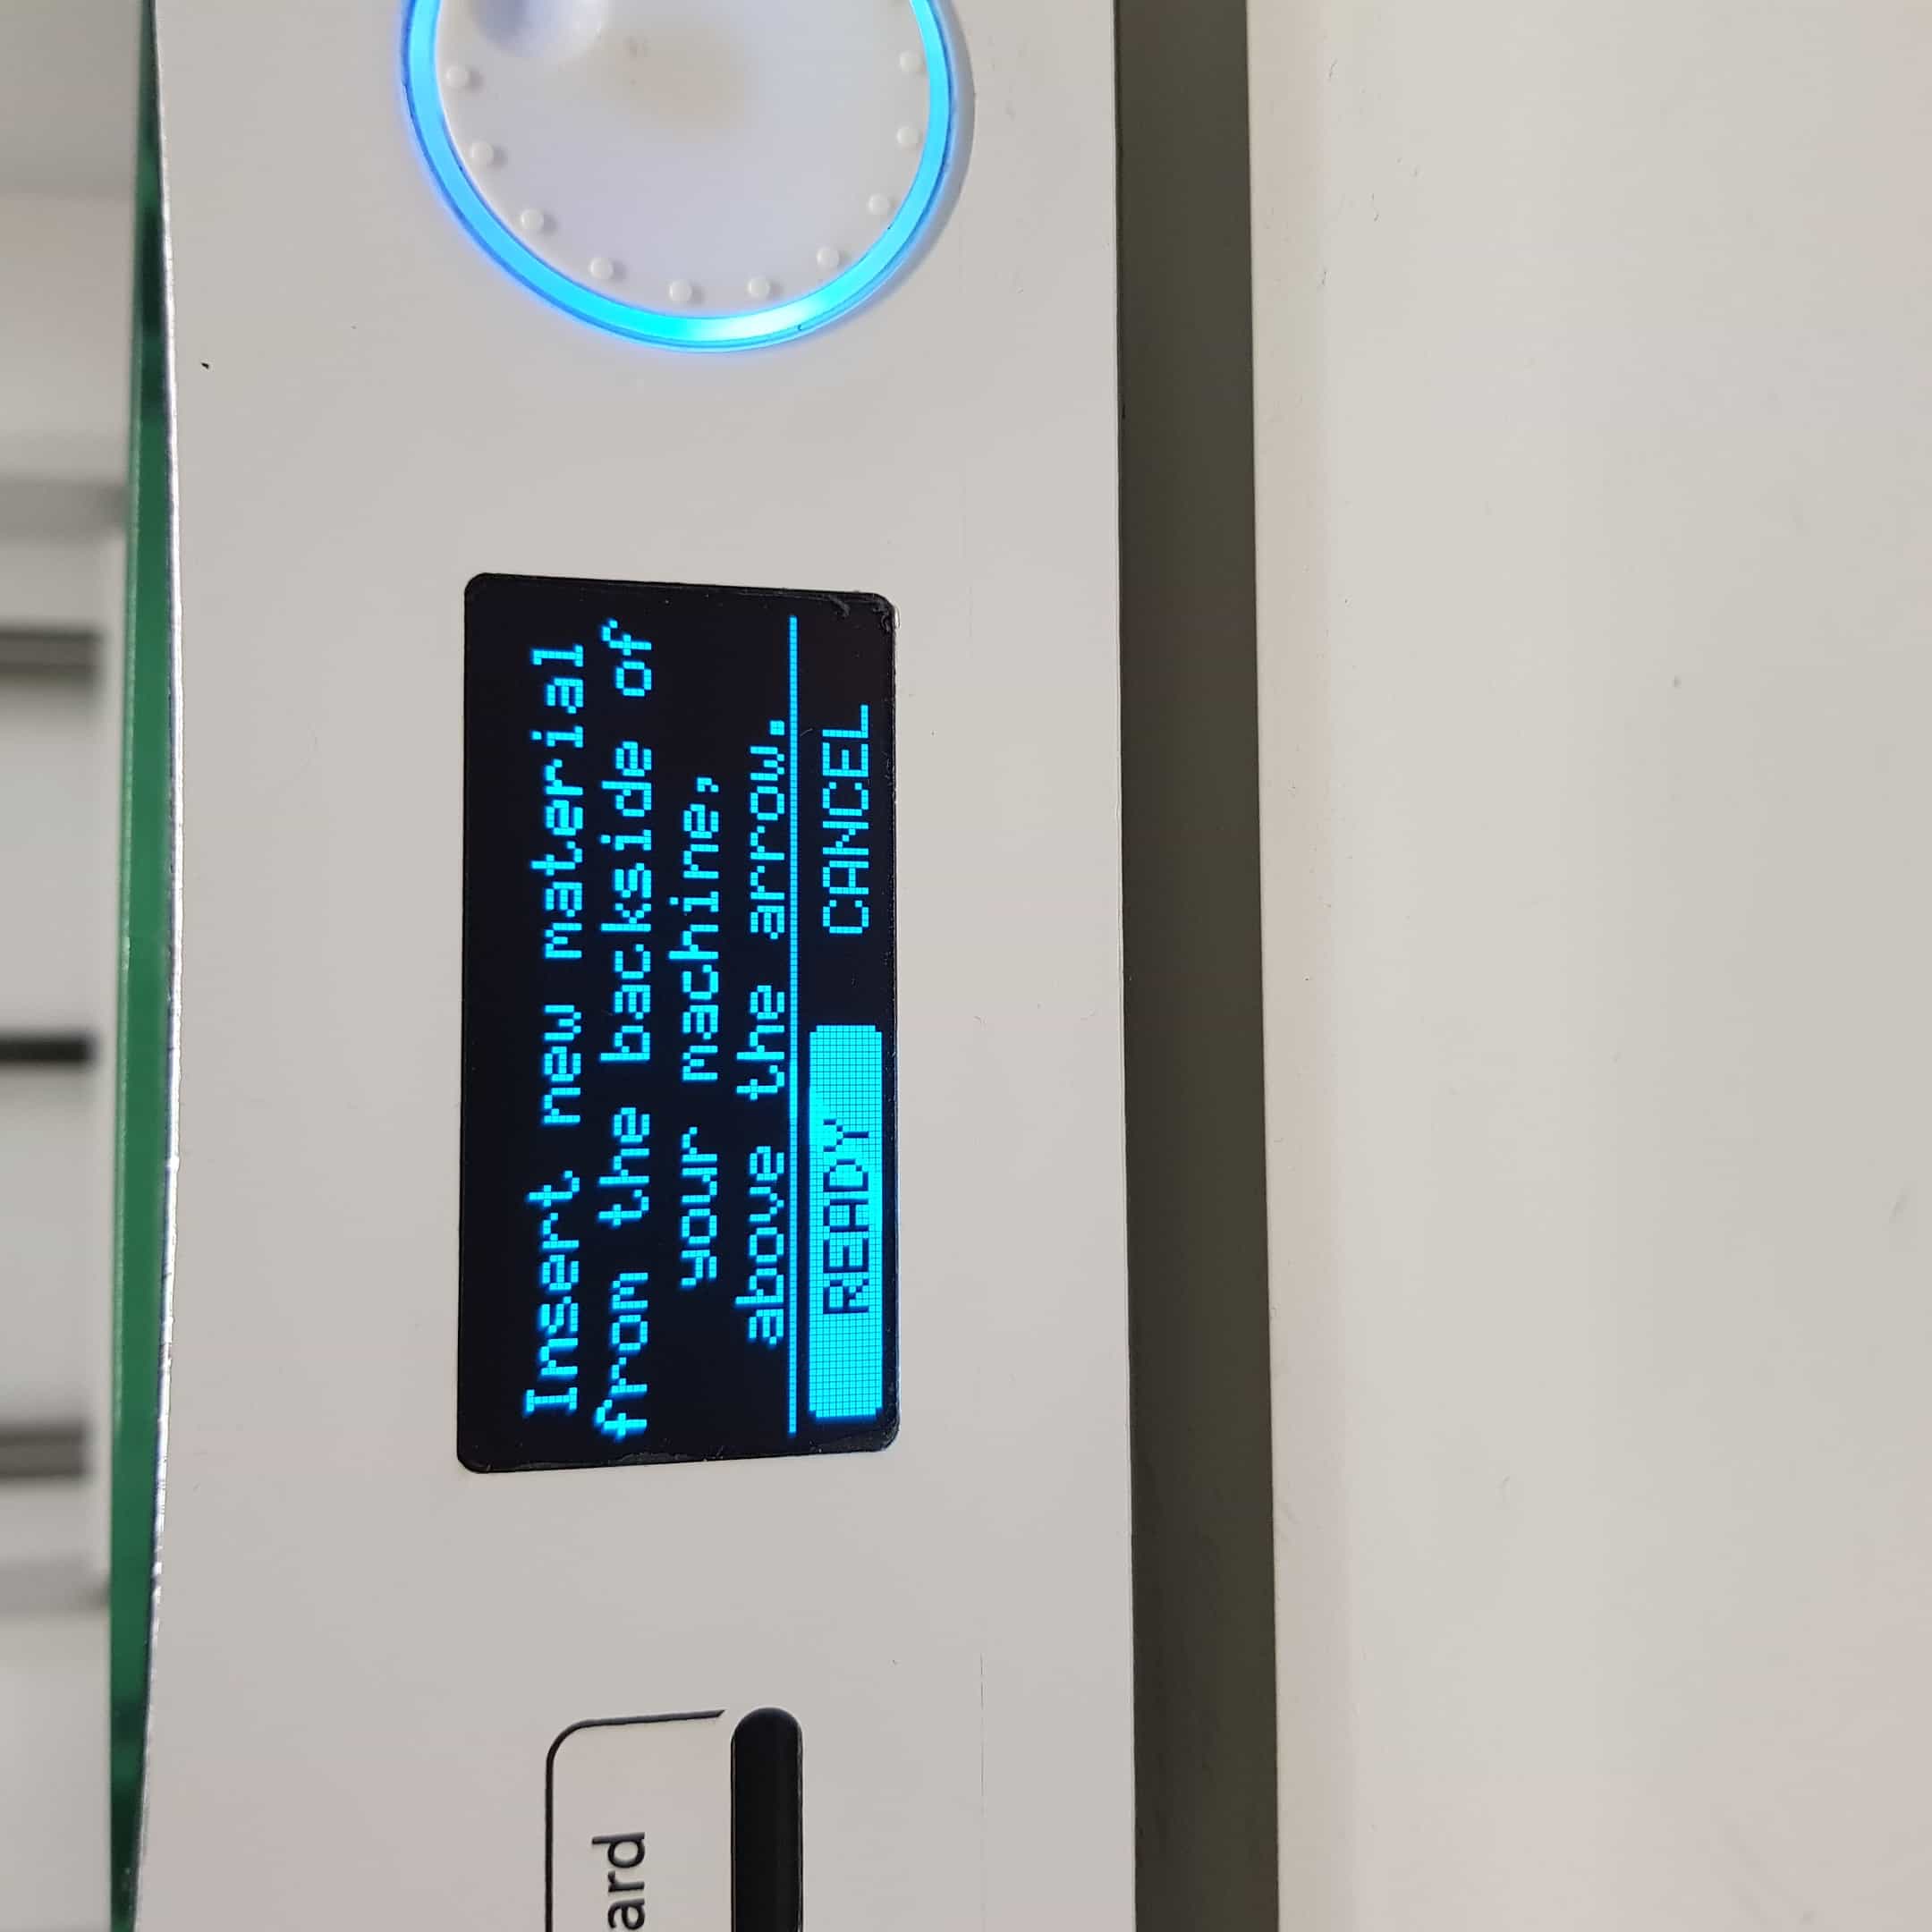 Insert new material
from the backside of
your machine,
above the arrow.
READY CANCEL
ard